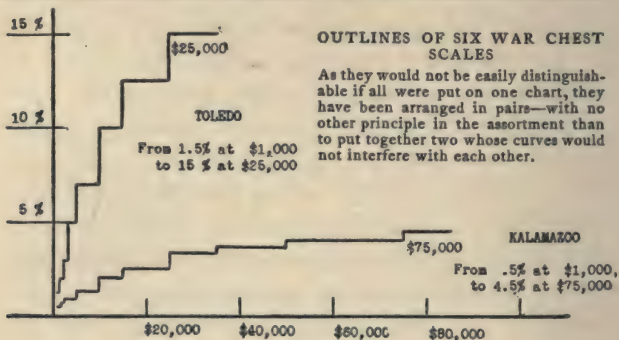 15 %
$25,000
OUTLINES OF SIX WAR CHEST
SCALES
As they would not be easily distinguish-
able if all were put on one chart, they
have been arranged in pairs—with no
other principle in the assortment than
to put together two whose curves would
not interfere with each other.
TOLEDO
10 %
From 1.5% at $1,000
to 15 % at $25,000
5 %
$75,000
KALAMAZOO
From .5% at $1,000,
to 4.5% at $75,000
$20,000
$40,000
$60,000
$80,000